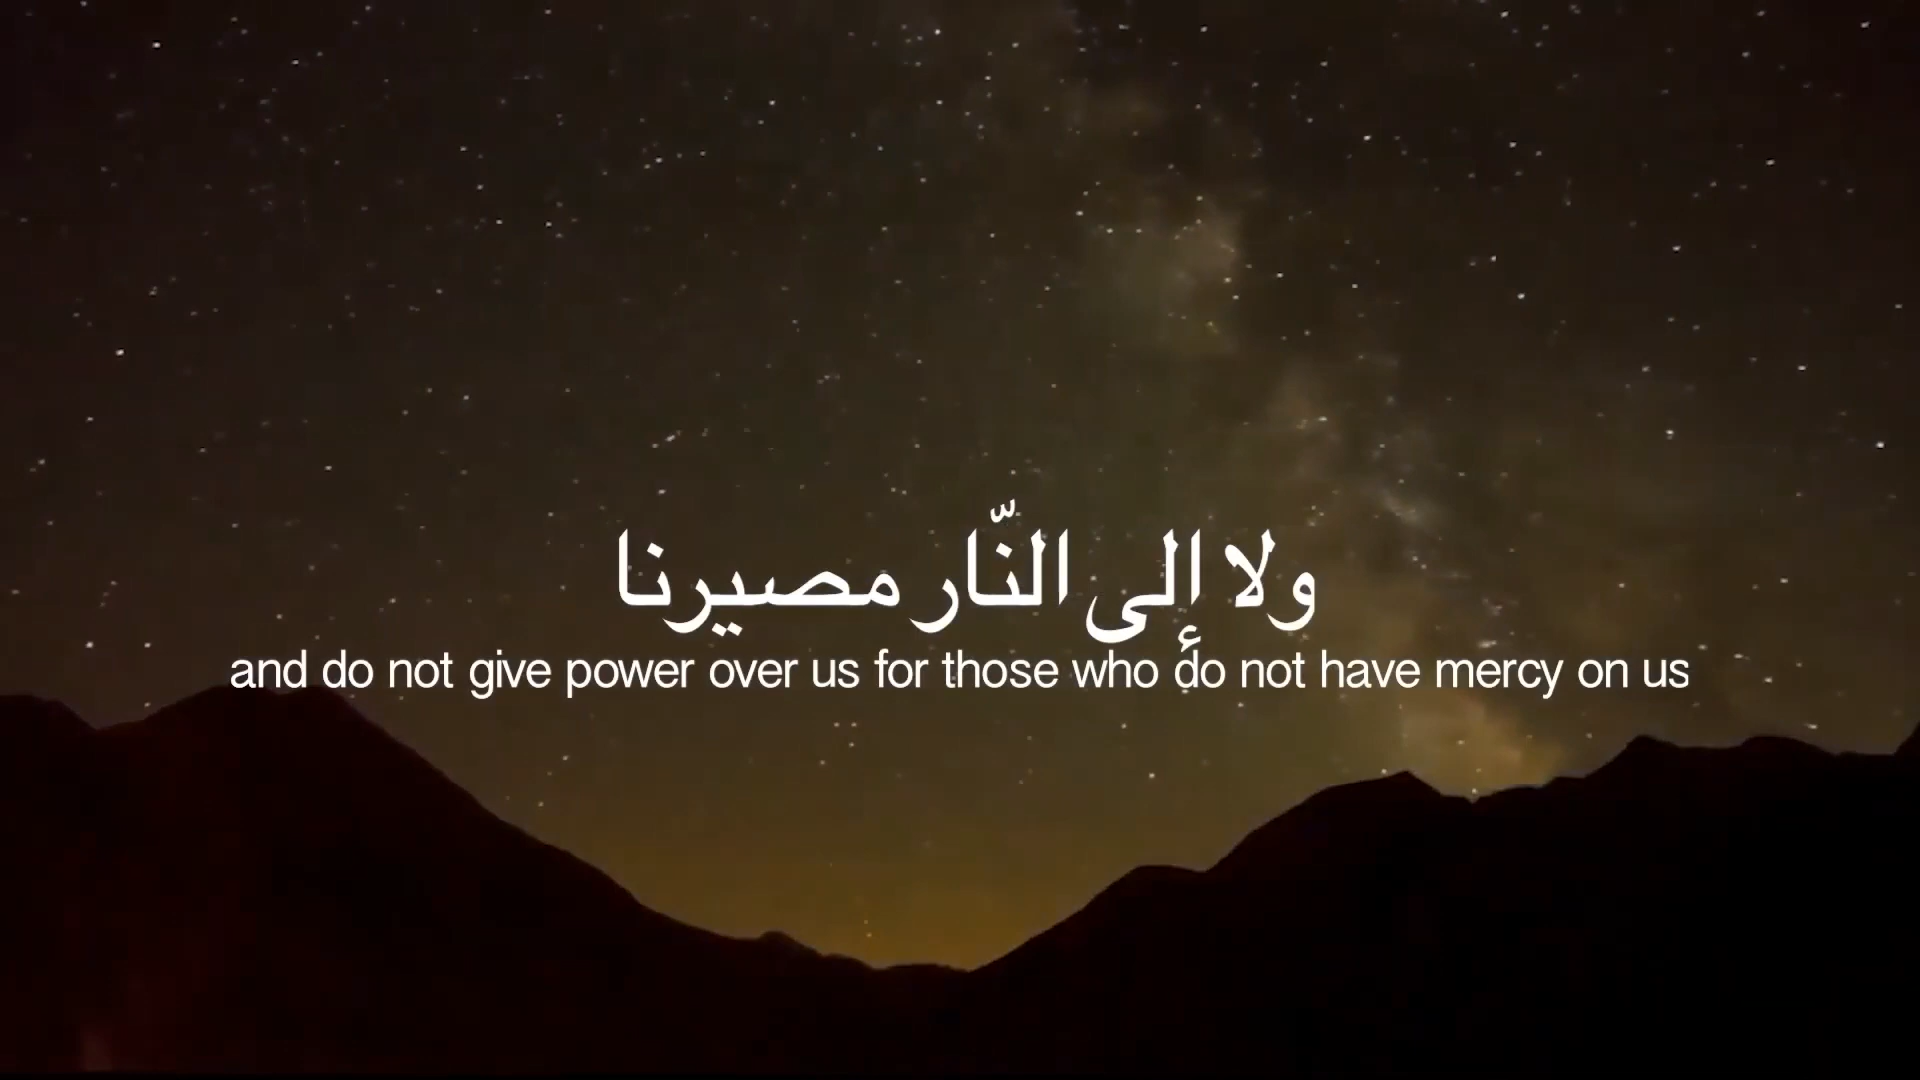 ولا إلى النّار مصيرنا
and do not give power over us for those who do not have mercy on us